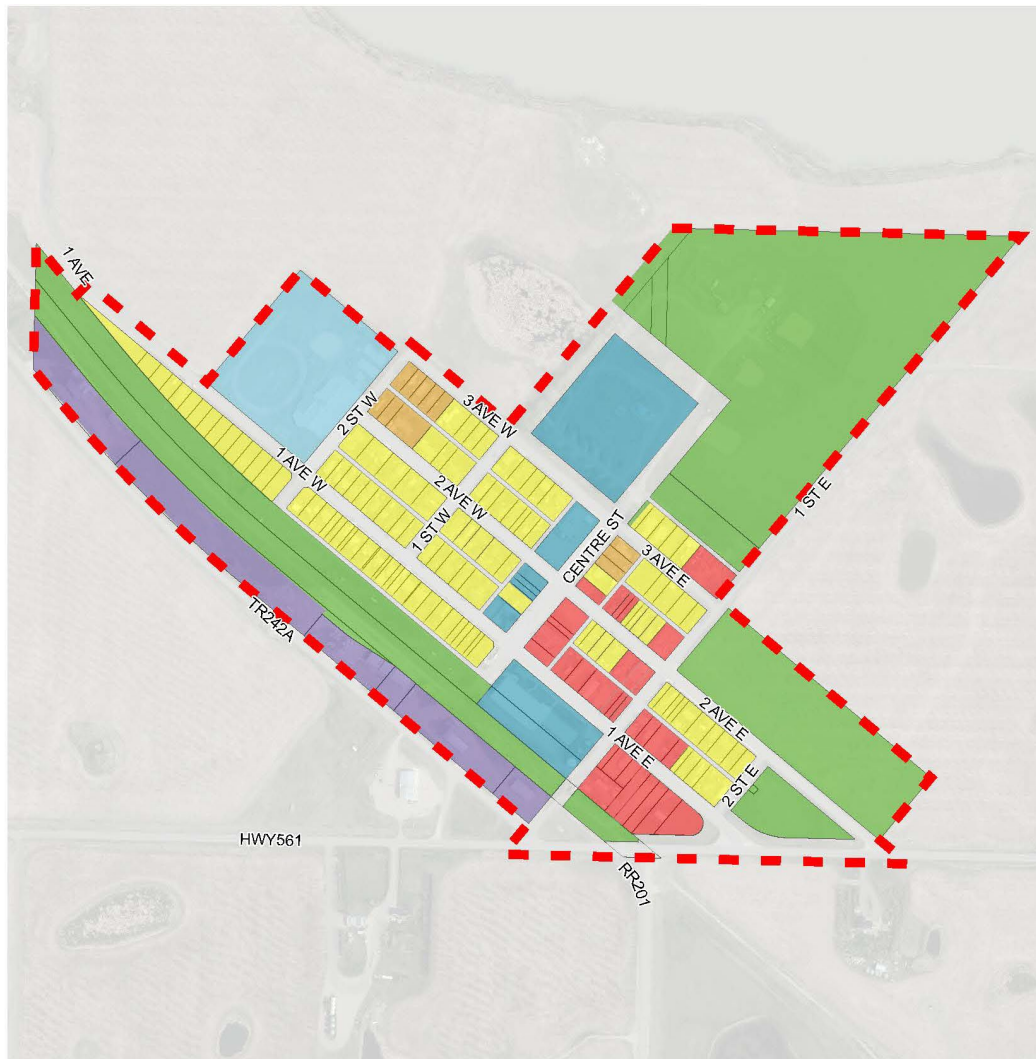 1 AVE
3 AVE W
2 ST W
1 AVE W
2 AVE W
1 ST W
1 ST E
CENTRE ST
3 AVE E
TR242A
2 AVE E
1 AVE E
2 ST E
HWY561
RR201